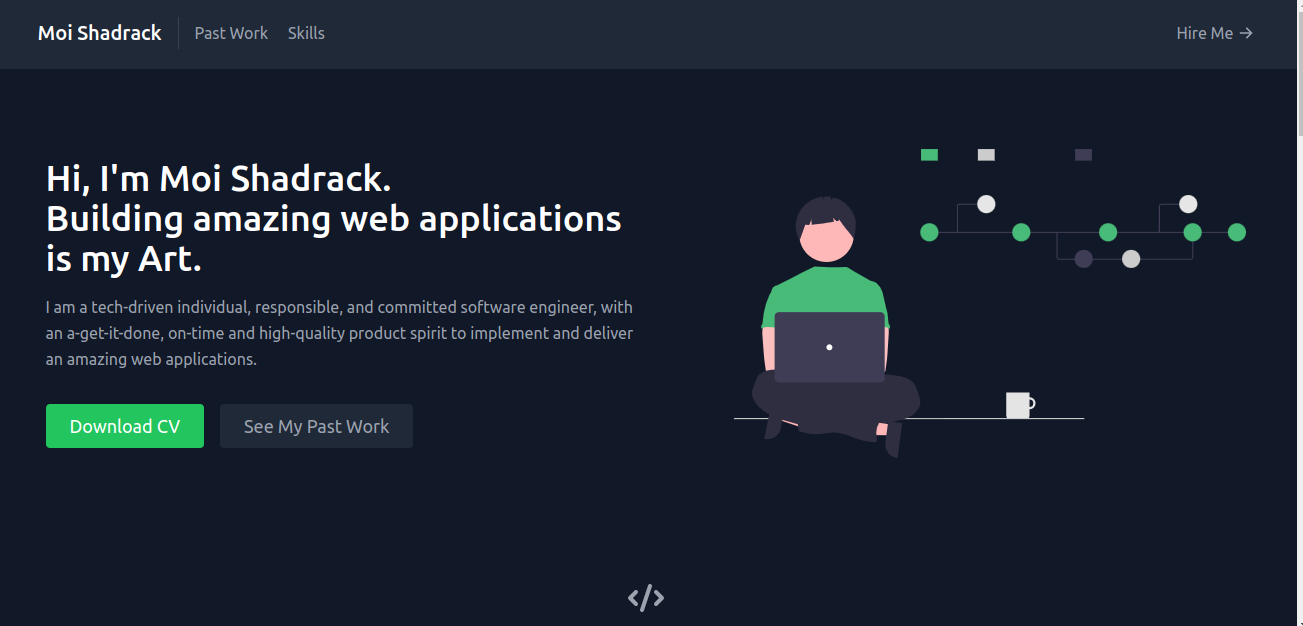 Moi Shadrack
Past Work
Skills
Hire Me →
Hi, I'm Moi Shadrack.
Building amazing web applications
is my Art.
I am a tech-driven individual, responsible, and committed software engineer, with
an a-get-it-done, on-time and high-quality product spirit to implement and deliver
an amazing web applications.
Download CV
See My Past Work
</>